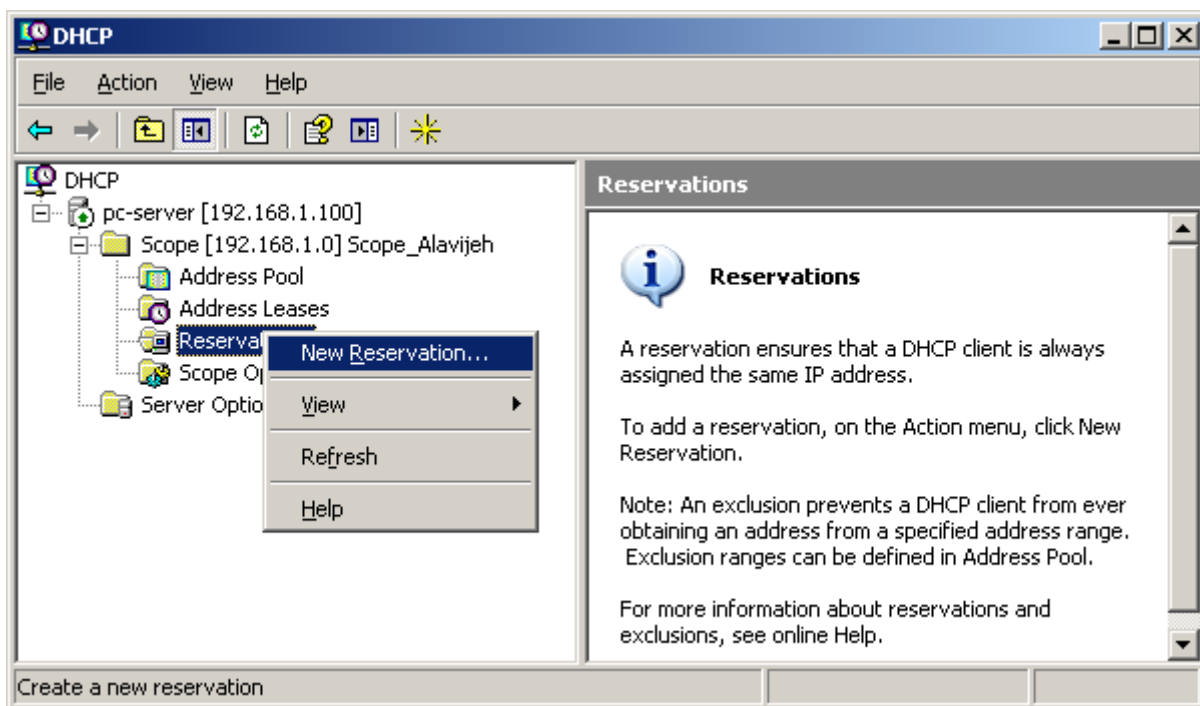 DHCP
File Action View Help
DHCP
pc-server [192.168.1.100]
Scope [192.168.1.0] Scope_Alavijeh
Address Pool
Address Leases
Reserva
Scope O
Server Optio
New Reservation...
View
Refresh
Help
Reservations
Reservations
A reservation ensures that a DHCP client is always
assigned the same IP address.
To add a reservation, on the Action menu, click New
Reservation.
Note: An exclusion prevents a DHCP client from ever
obtaining an address from a specified address range.
Exclusion ranges can be defined in Address Pool.
For more information about reservations and
exclusions, see online Help.
Create a new reservation